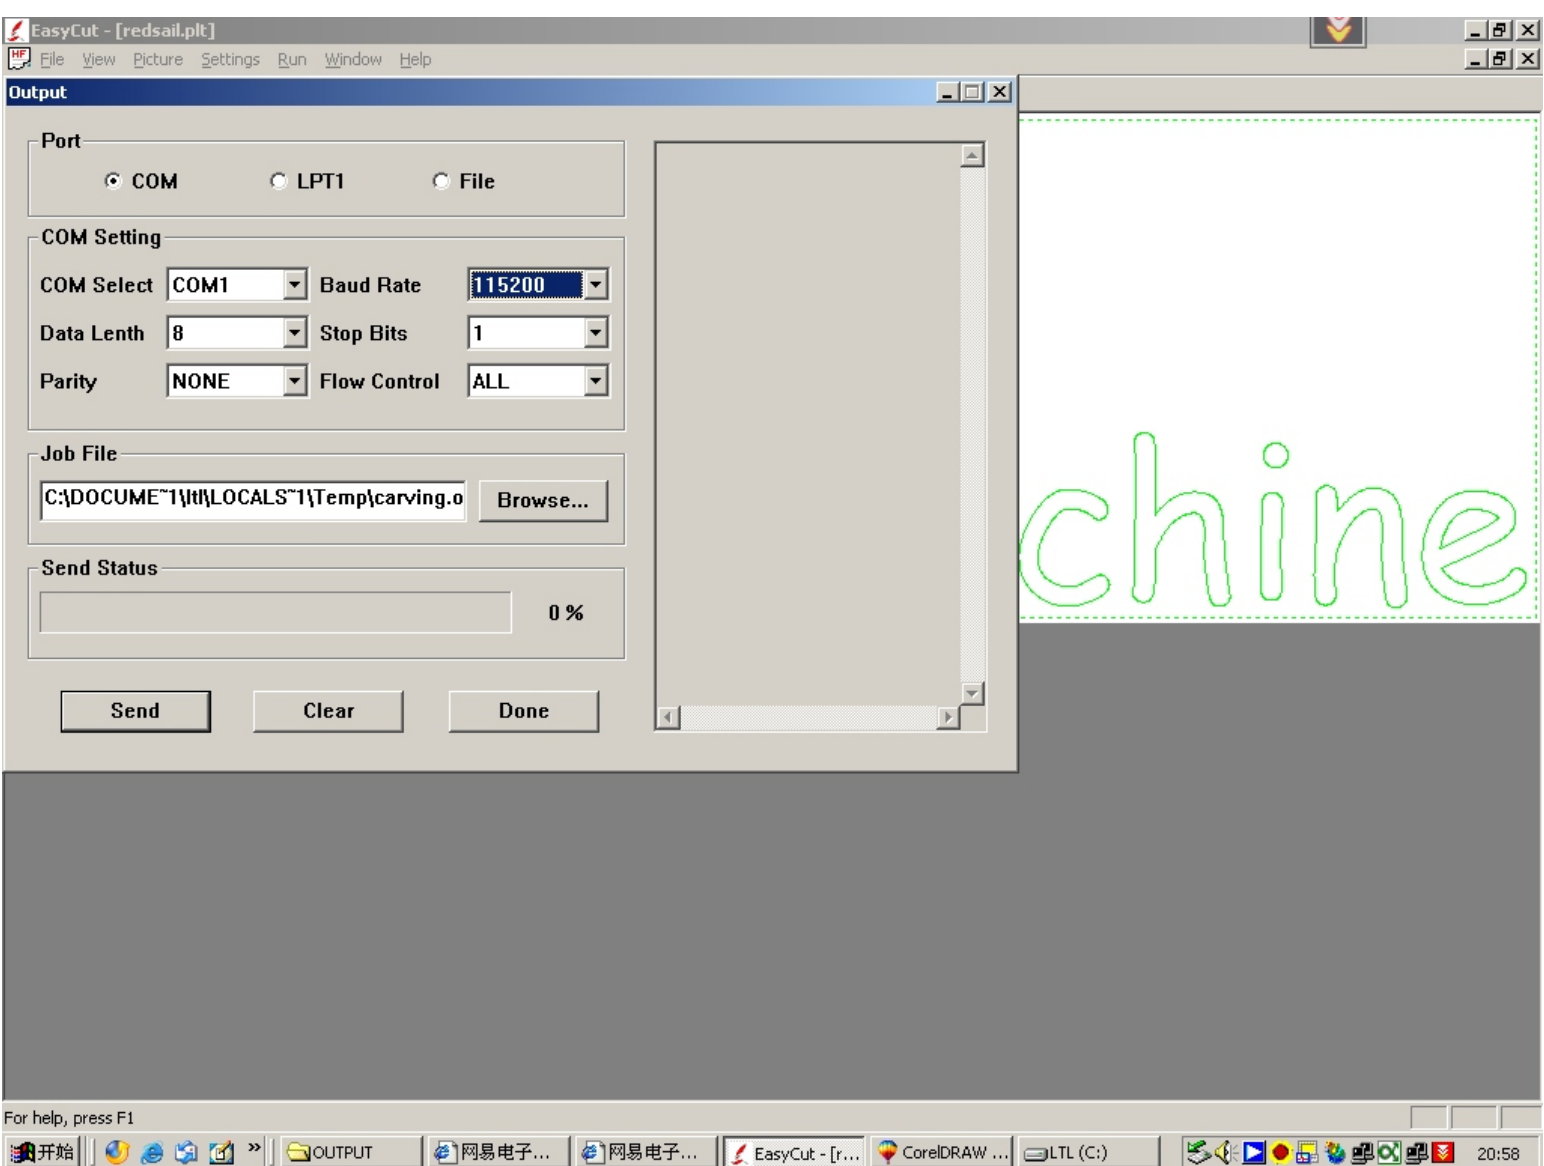 EasyCut - [redsail.plt]
File View Picture Settings Run Window Help
Output
Port
COM LPT1 File
COM Setting
COM Select COM1 Baud Rate 115200
Data Lenth 8 Stop Bits 1
Parity NONE Flow Control ALL
Job File
C:\DOCUME~1\ltl\LOCALS~1\Temp\carving.o Browse...
Send Status
0 %
Send Clear Done
chine
For help, press F1
开始 OUTPUT 网易电子... 网易电子... EasyCut - [r... CorelDRAW ... LTL (C:) 20:58